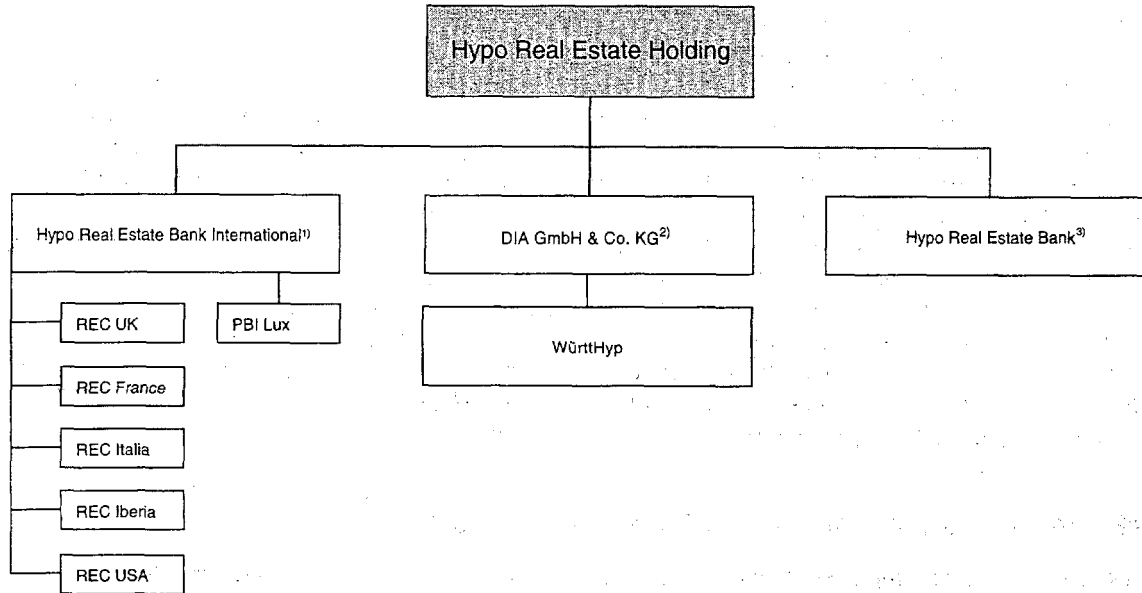 Hypo Real Estate Holding
Hypo Real Estate Bank International¹⁾
DIA GmbH & Co. KG²⁾
Hypo Real Estate Bank³⁾
REC UK
PBI Lux
WürttHyp
REC France
REC Italia
REC Iberia
REC USA